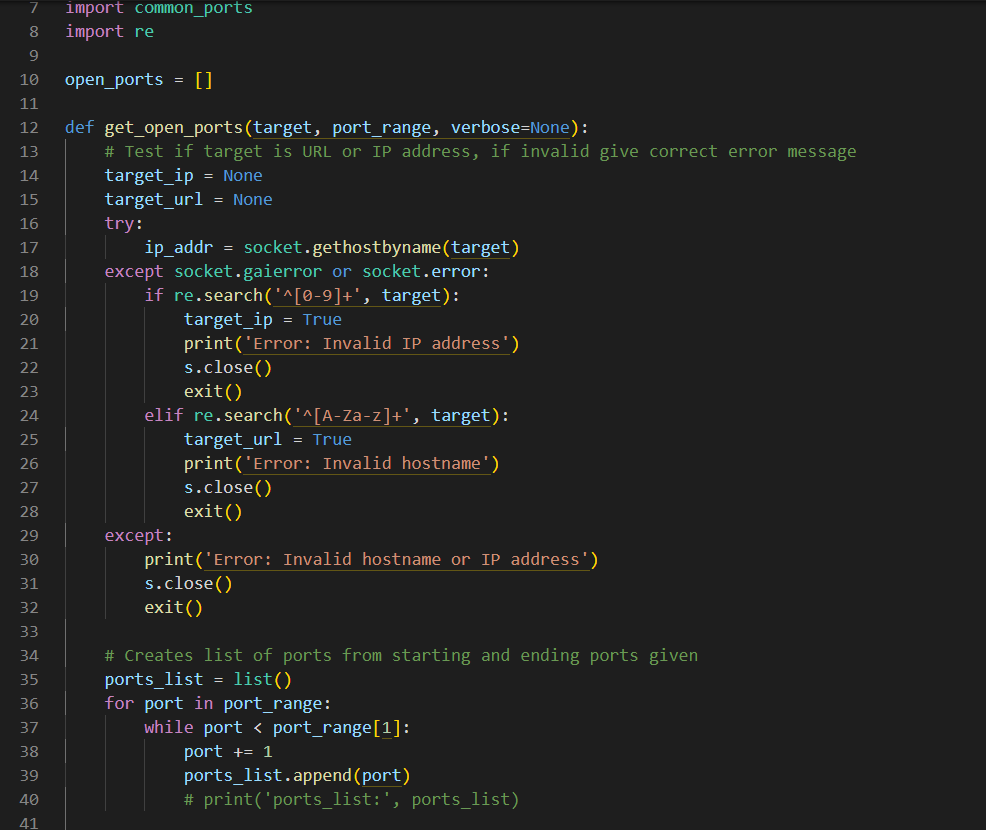 7 import common_ports
8 import re
9
10 open_ports = []
11
12 def get_open_ports(target, port_range, verbose=None):
13     # Test if target is URL or IP address, if invalid give correct error message
14     target_ip = None
15     target_url = None
16     try:
17         ip_addr = socket.gethostbyname(target)
18     except socket.gaierror or socket.error:
19         if re.search('^[0-9]+', target):
20             target_ip = True
21             print('Error: Invalid IP address')
22             s.close()
23             exit()
24         elif re.search('^[A-Za-z]+', target):
25             target_url = True
26             print('Error: Invalid hostname')
27             s.close()
28             exit()
29     except:
30         print('Error: Invalid hostname or IP address')
31         s.close()
32         exit()
33
34     # Creates list of ports from starting and ending ports given
35     ports_list = list()
36     for port in port_range:
37         while port < port_range[1]:
38             port += 1
39             ports_list.append(port)
40             # print('ports_list:', ports_list)
41